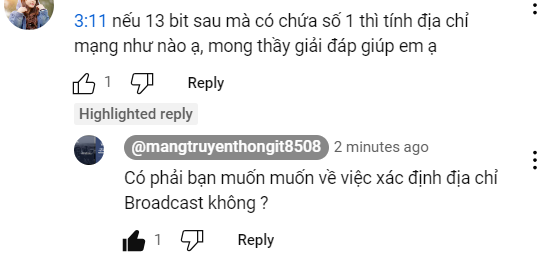 3:11 nếu 13 bit sau mà có chứa số 1 thì tính địa chỉ
mạng như nào ạ, mong thầy giải đáp giúp em ạ
1 Reply
Highlighted reply
@mangtruyenthongit8508 2 minutes ago
Có phải bạn muốn muốn về việc xác định địa chỉ
Broadcast không ?
1 Reply